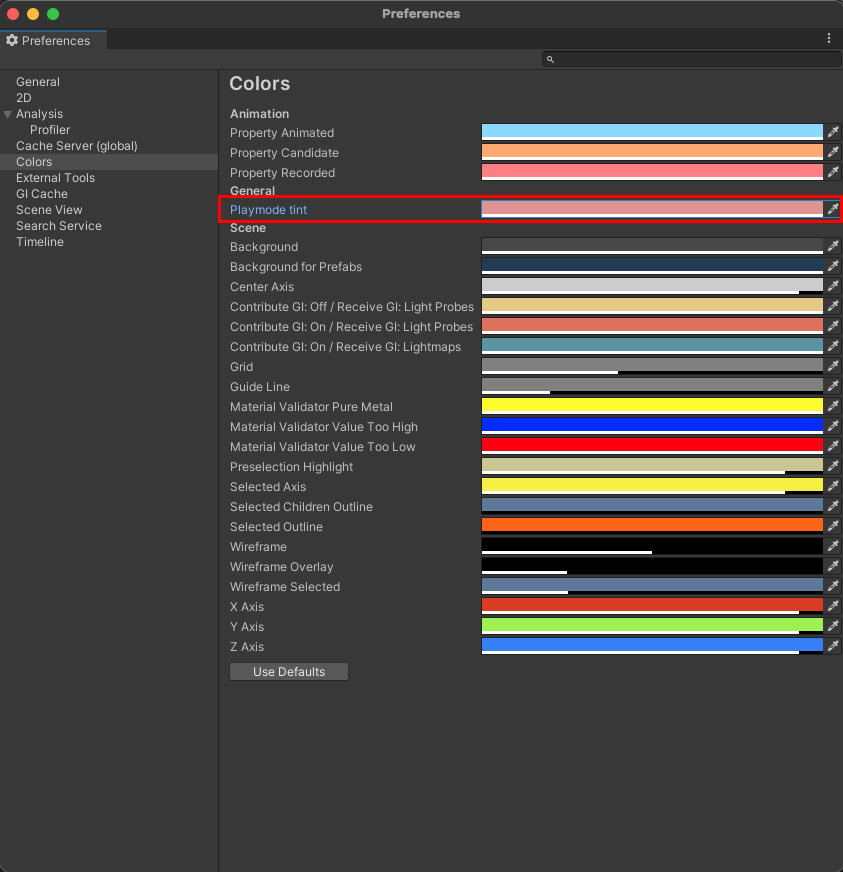 Preferences
Preferences
General
2D
Analysis
Profiler
Cache Server (global)
Colors
External Tools
GI Cache
Scene View
Search Service
Timeline
Colors
Animation
Property Animated
Property Candidate
Property Recorded
General
Playmode tint
Scene
Background
Background for Prefabs
Center Axis
Contribute GI: Off / Receive GI: Light Probes
Contribute GI: On / Receive GI: Light Probes
Contribute GI: On / Receive GI: Lightmaps
Grid
Guide Line
Material Validator Pure Metal
Material Validator Value Too High
Material Validator Value Too Low
Preselection Highlight
Selected Axis
Selected Children Outline
Selected Outline
Wireframe
Wireframe Overlay
Wireframe Selected
X Axis
Y Axis
Z Axis
Use Defaults